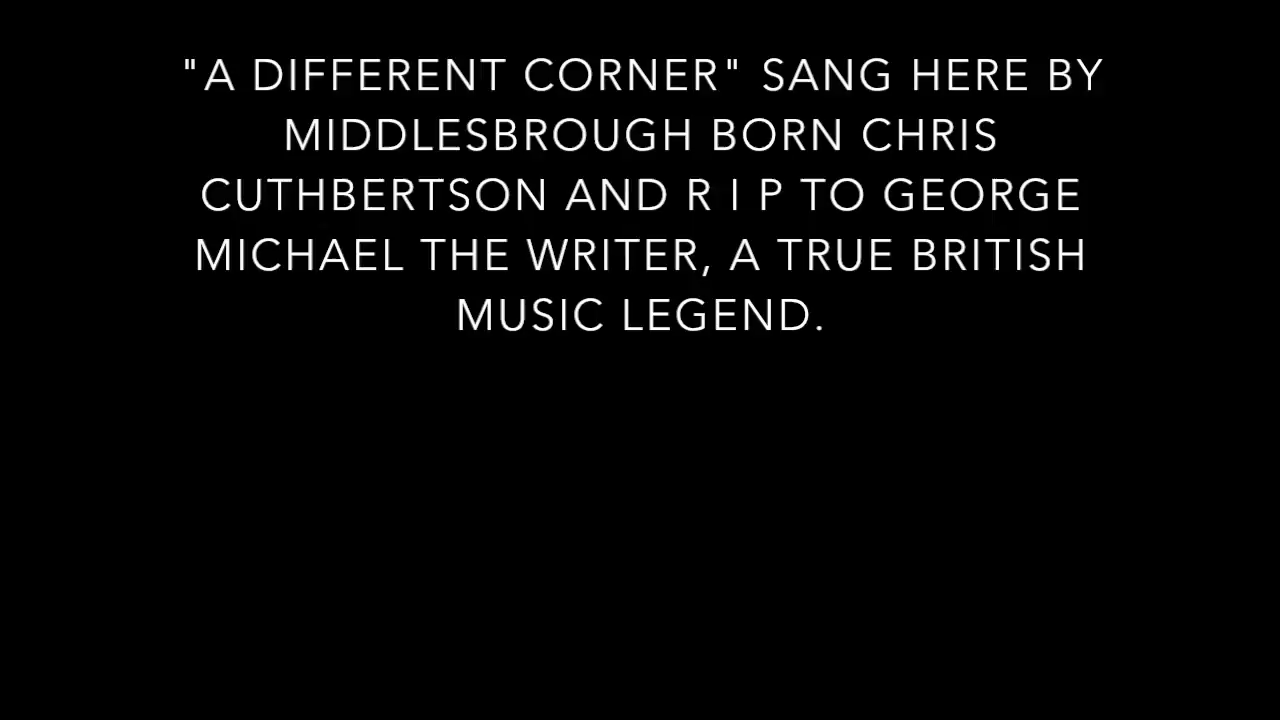 "A DIFFERENT CORNER" SANG HERE BY
MIDDLESBROUGH BORN CHRIS
CUTHBERTSON AND R I P TO GEORGE
MICHAEL THE WRITER, A TRUE BRITISH
MUSIC LEGEND.